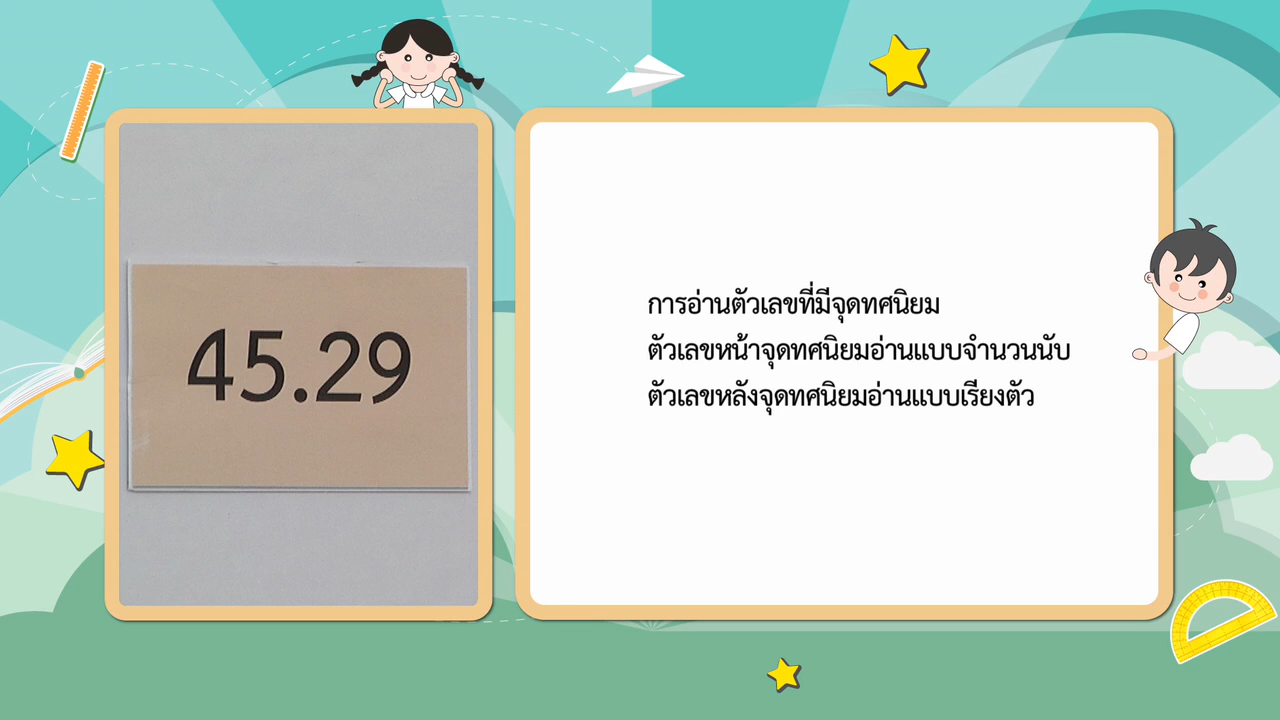 45.29
การอ่านตัวเลขที่มีจุดทศนิยม
ตัวเลขหน้าจุดทศนิยมอ่านแบบจำนวนนับ
ตัวเลขหลังจุดทศนิยมอ่านแบบเรียงตัว